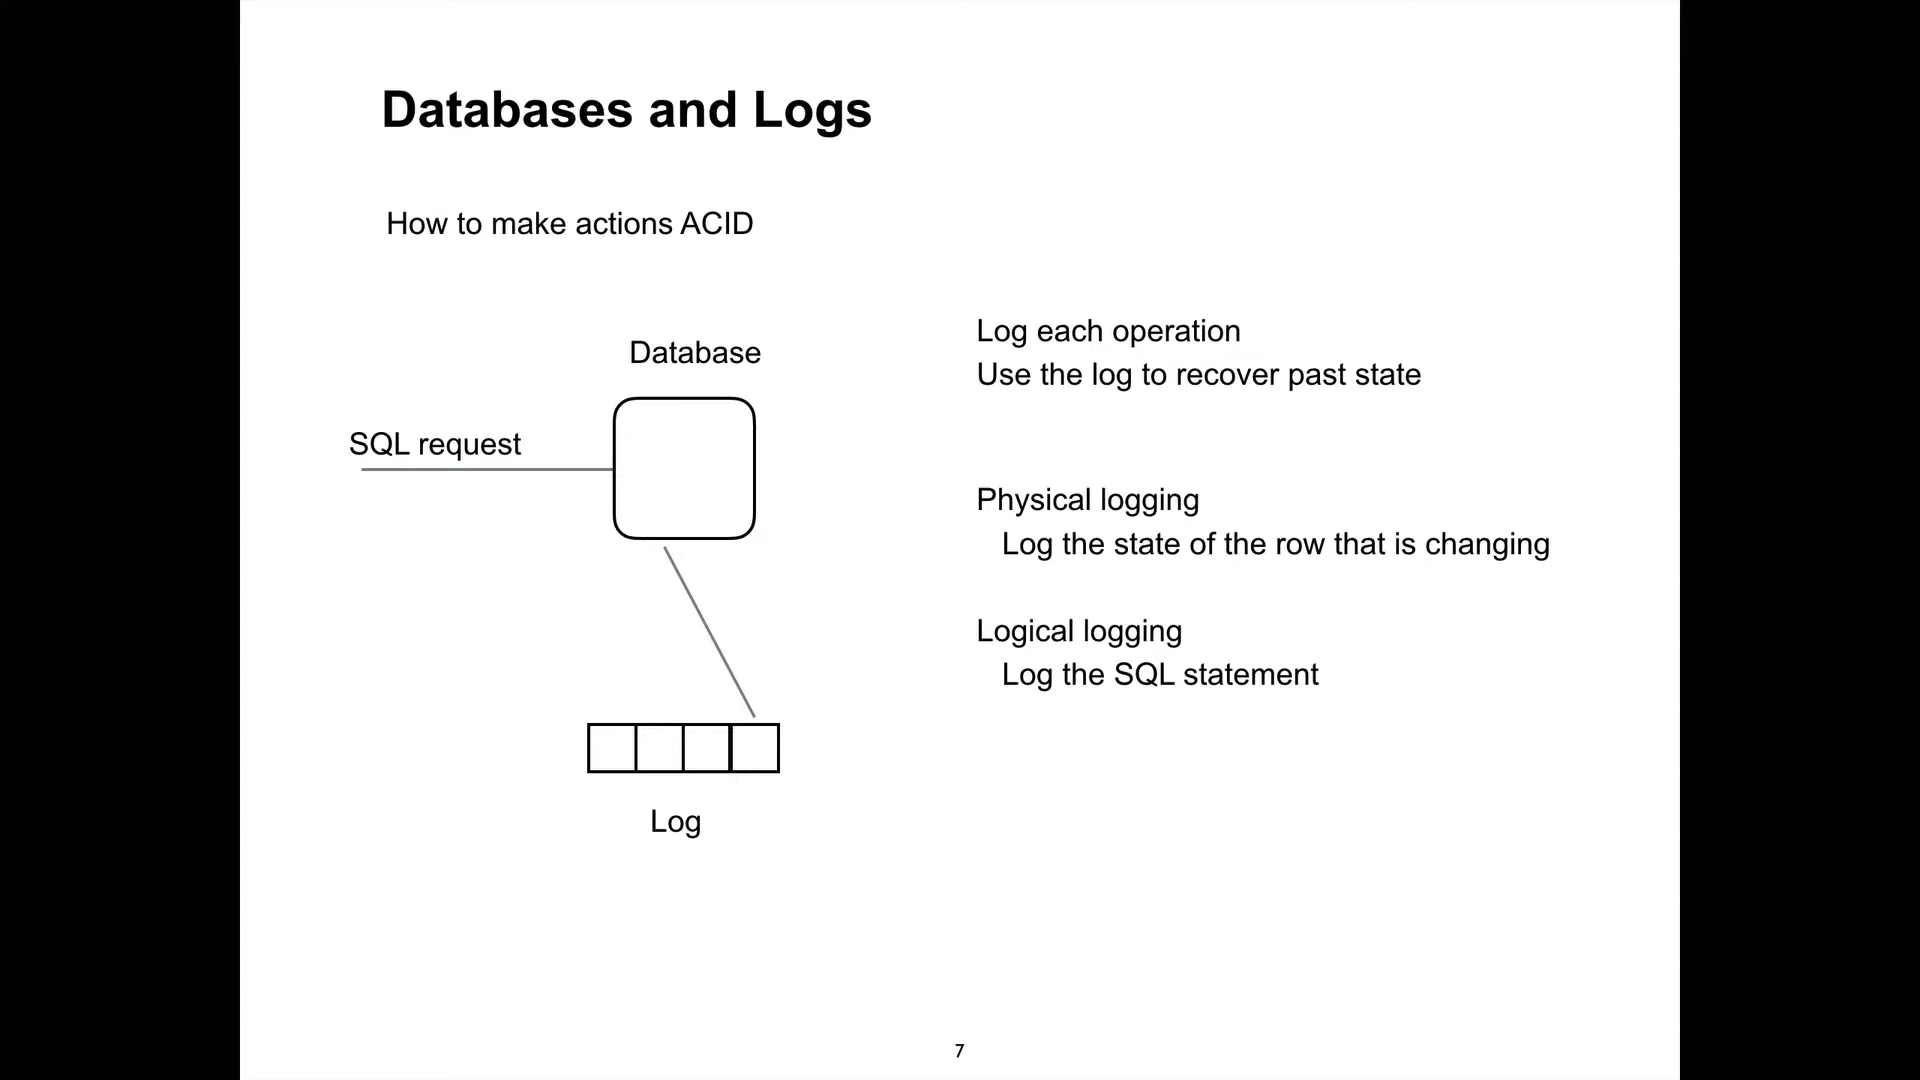 Databases and Logs
How to make actions ACID
Database
SQL request
Log
Log each operation
Use the log to recover past state
Physical logging
Log the state of the row that is changing
Logical logging
Log the SQL statement
7